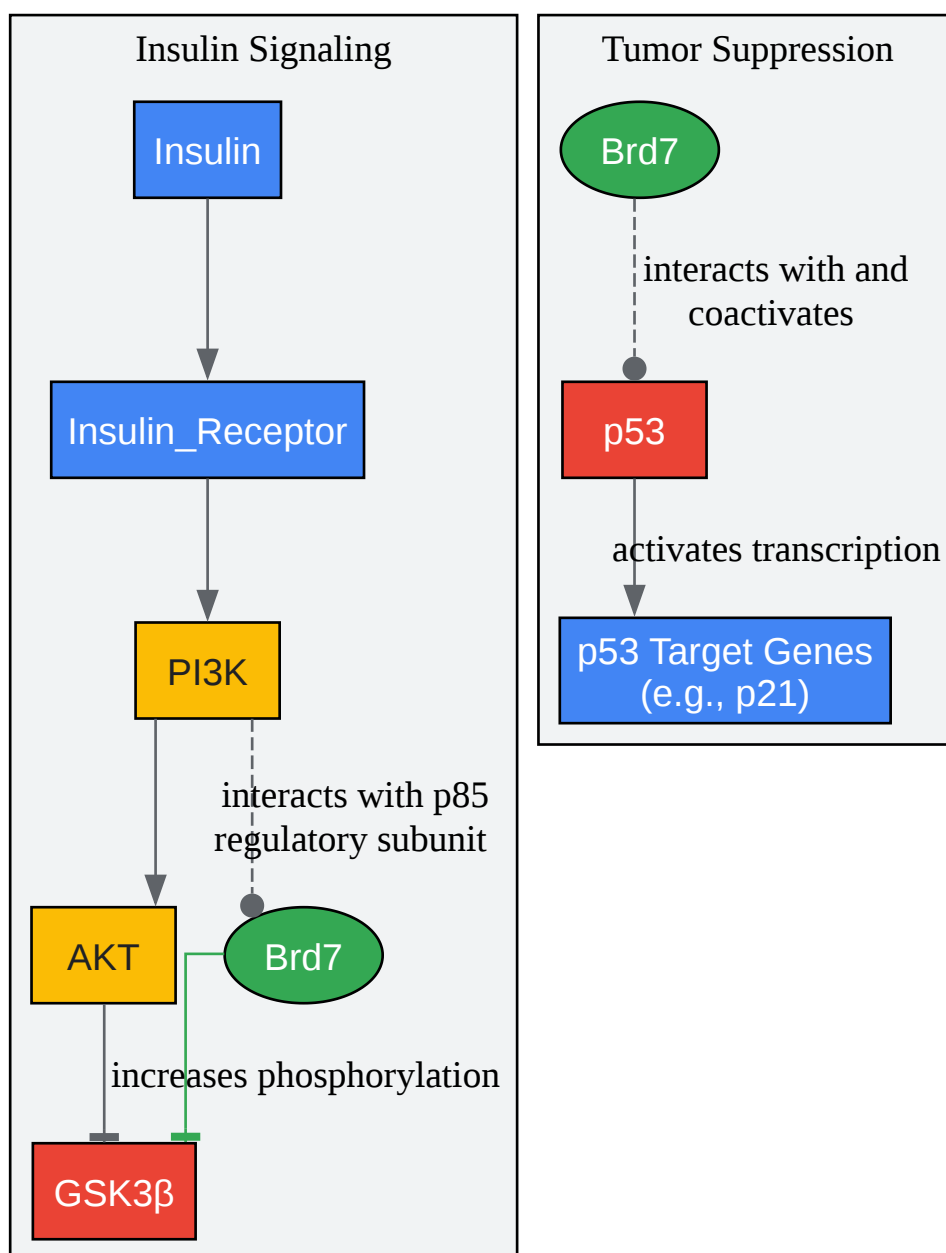 Insulin Signaling
Insulin
Insulin_Receptor
PI3K
interacts with p85
regulatory subunit
AKT
Brd7
increases phosphorylation
GSK3β
Tumor Suppression
Brd7
interacts with and
coactivates
p53
activates transcription
p53 Target Genes
(e.g., p21)